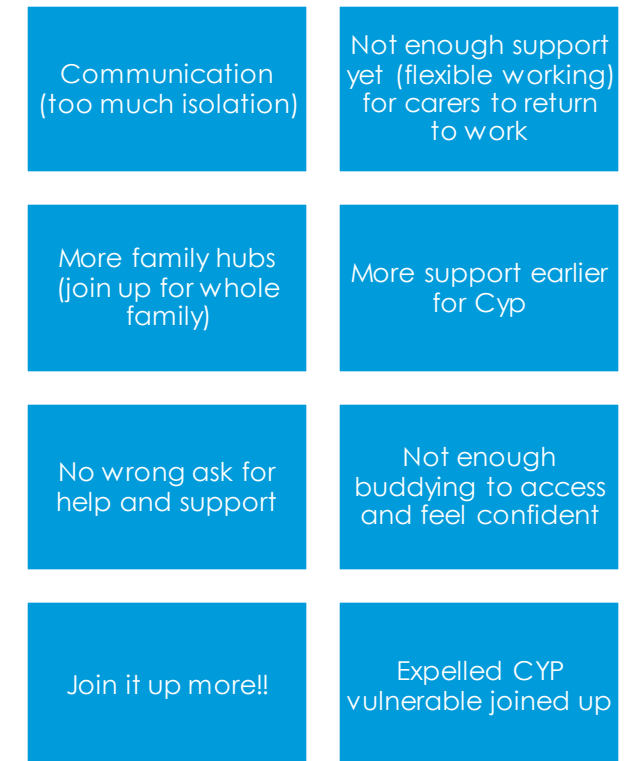 Communication
(too much isolation)
Not enough support
yet (flexible working)
for carers to return
to work
More family hubs
(join up for whole
family)
More support earlier
for Cyp
No wrong ask for
help and support
Not enough
buddying to access
and feel confident
Join it up more!!
Expelled CYP
vulnerable joined up